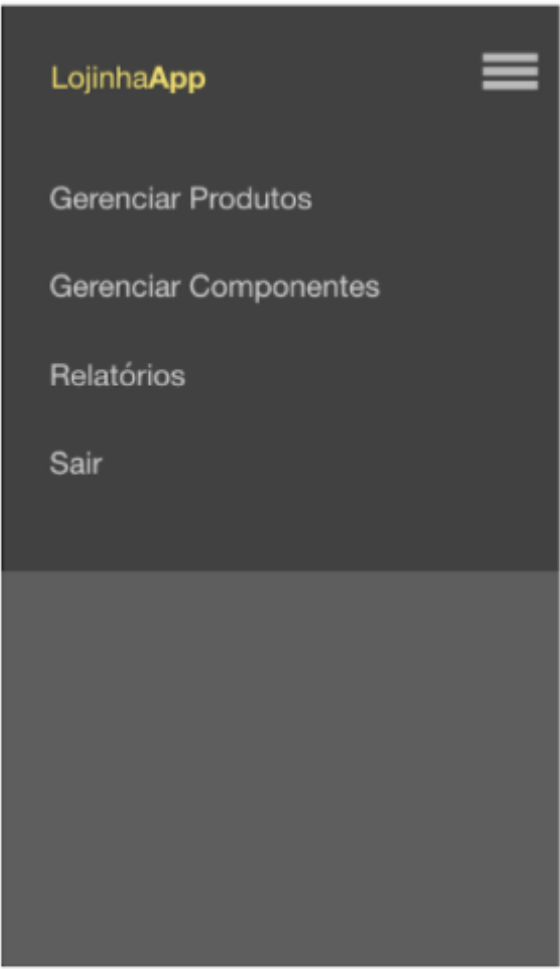 LojinhaApp
Gerenciar Produtos
Gerenciar Componentes
Relatórios
Sair